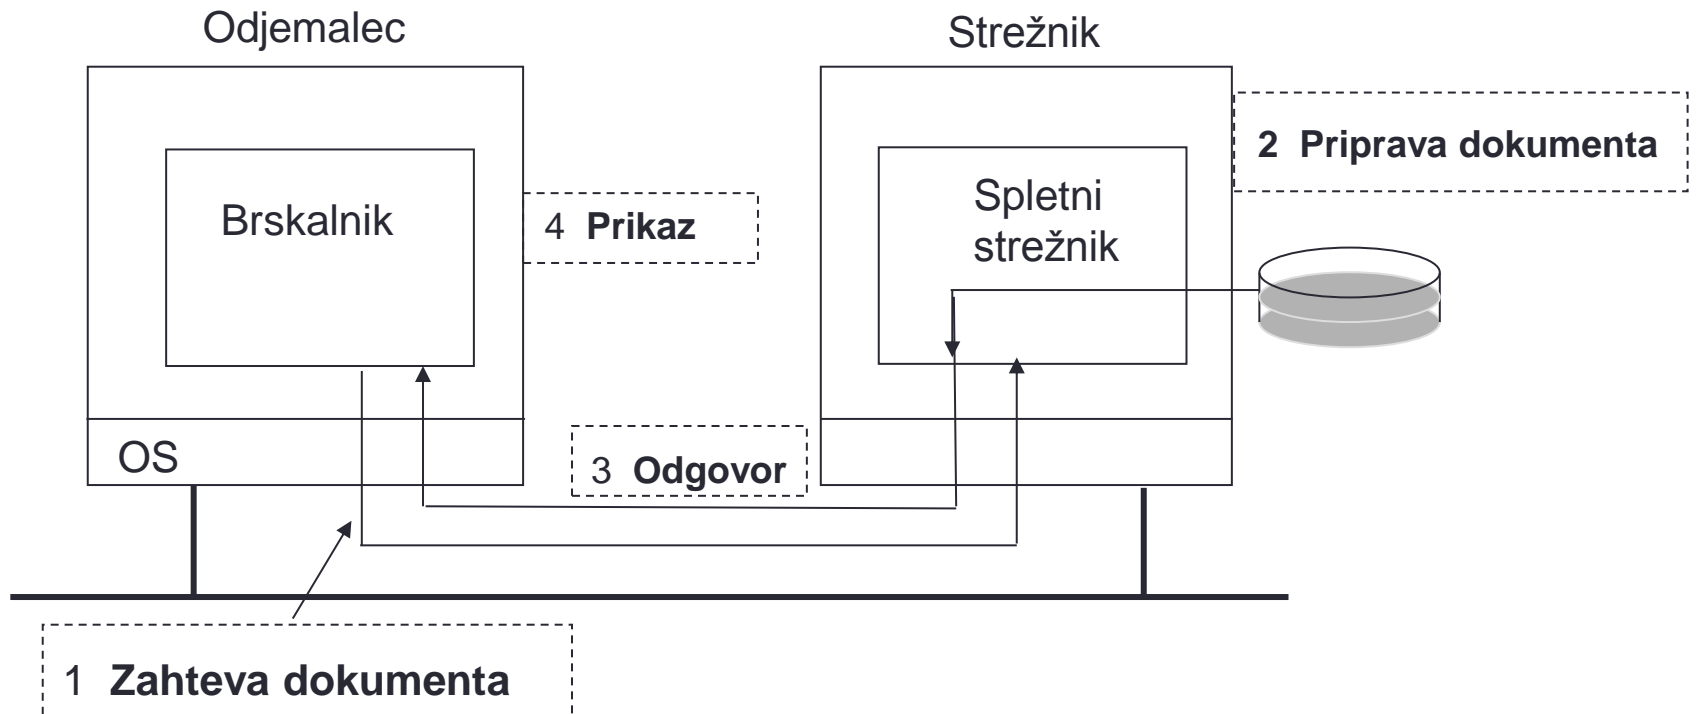 Odjemalec
Strežnik
2 Priprava dokumenta
Brskalnik
4 Prikaz
Spletni
strežnik
OS
3 Odgovor
1 Zahteva dokumenta